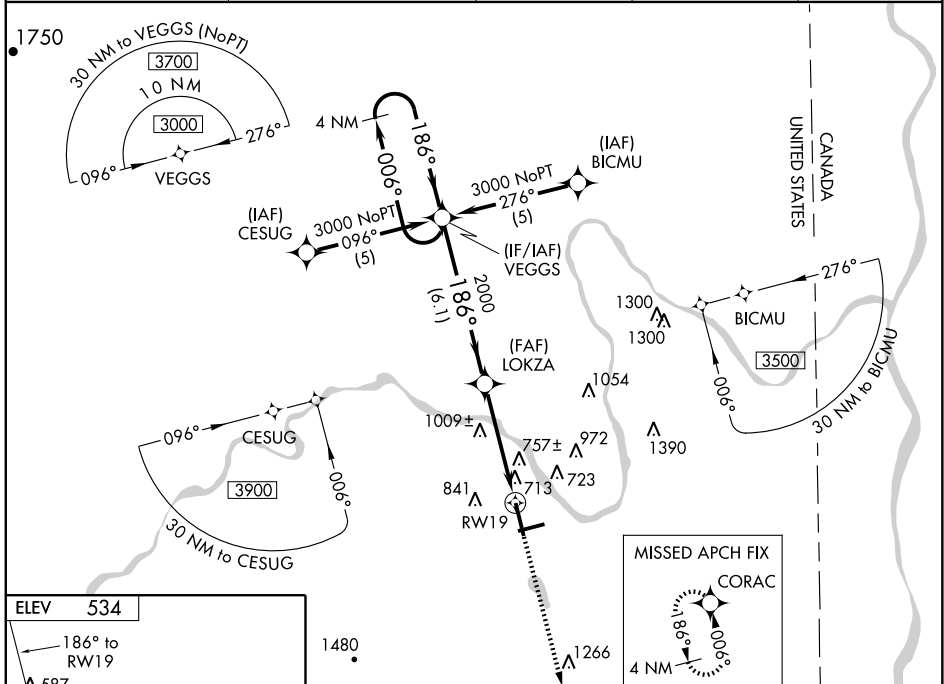 1750
30 NM to VEGGS (NoPT)
3700
10 NM
3000
096°
276°
VEGGS
4 NM
186°
006°
(IAF)
BICMU
3000 NoPT
276°
(5)
(IAF)
CESUG
3000 NoPT
096°
(5)
(IF/IAF)
VEGGS
2000
186°
(6.1)
CANADA
UNITED STATES
(FAF)
LOKZA
1300
1300
276°
BICMU
3500
006°
30 NM to BICMU
1054
096°
CESUG
006°
3900
30 NM to CESUG
1009±
757±
972
1390
723
713
841
RW19
MISSED APCH FIX
CORAC
186°
006°
4 NM
ELEV 534
186° to
RW19
597
1480
1266